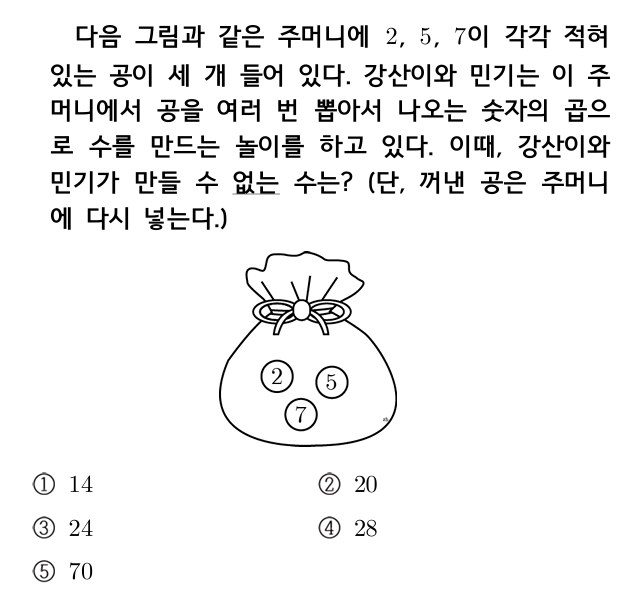 다음 그림과 같은 주머니에 2, 5, 7이 각각 적혀
있는 공이 세 개 들어 있다. 강산이와 민기는 이 주
머니에서 공을 여러 번 뽑아서 나오는 숫자의 곱으
로 수를 만드는 놀이를 하고 있다. 이때, 강산이와
민기가 만들 수 없는 수는? (단, 꺼낸 공은 주머니
에 다시 넣는다.)
2 5
7
① 14 ② 20
③ 24 ④ 28
⑤ 70